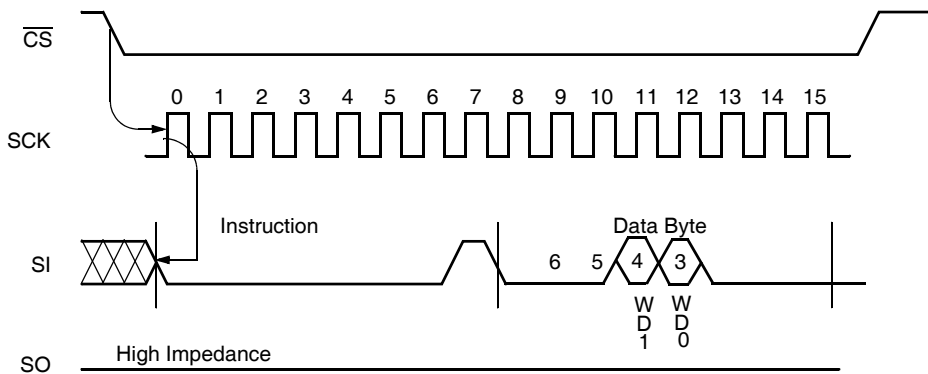 CS
0 1 2 3 4 5 6 7 8 9 10 11 12 13 14 15
SCK
Instruction
Data Byte
SI
6 5 4 3
W
D
1
W
D
0
High Impedance
SO